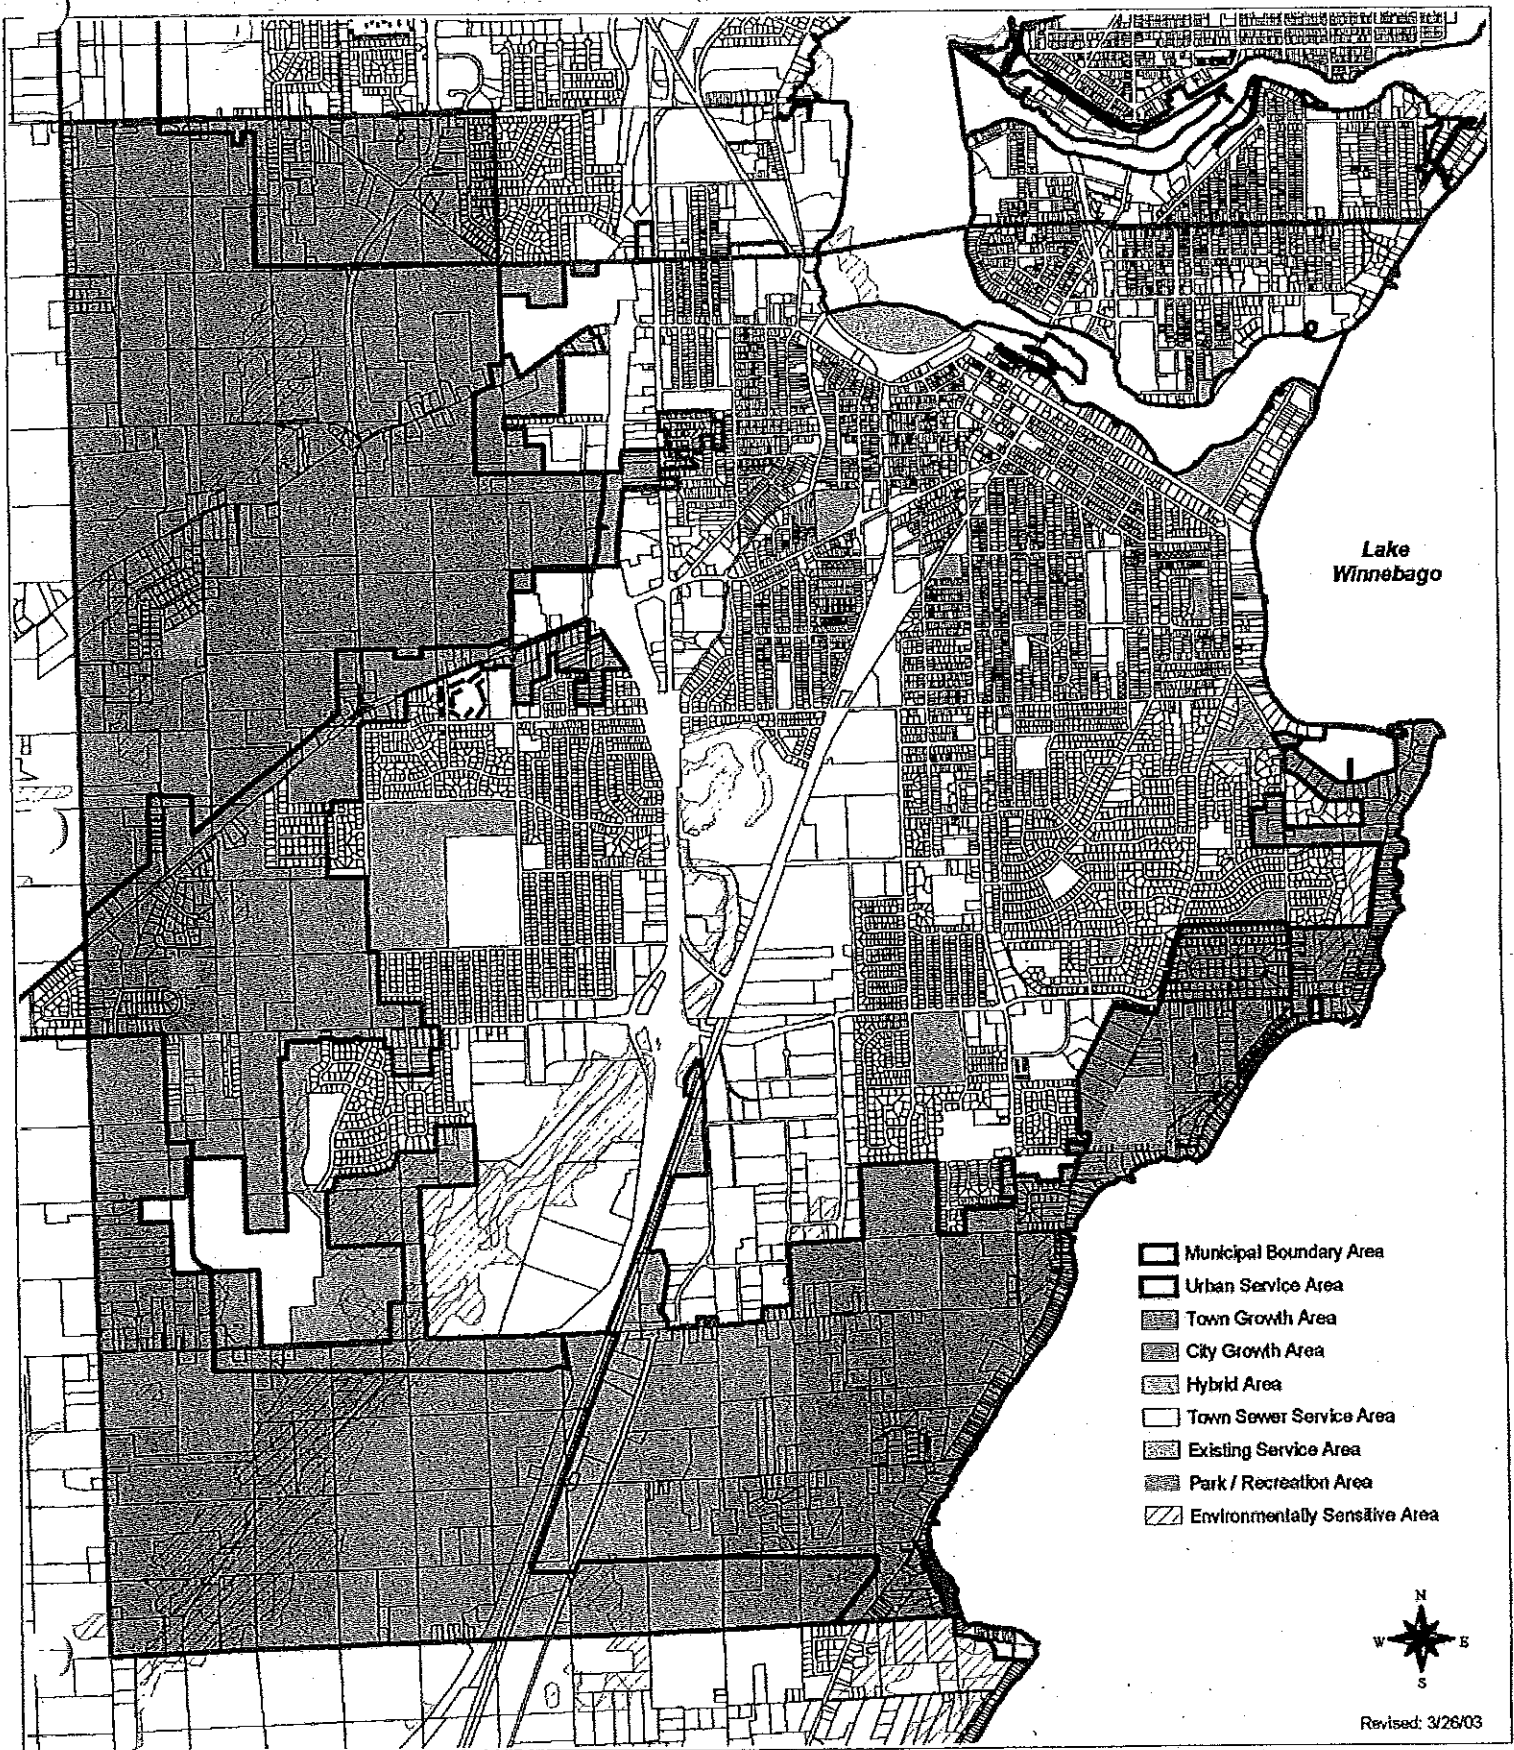 Lake
Winnebago
Municipal Boundary Area
Urban Service Area
Town Growth Area
City Growth Area
Hybrid Area
Town Sewer Service Area
Existing Service Area
Park / Recreation Area
Environmentally Sensitive Area
N
W E
S
Revised: 3/26/03